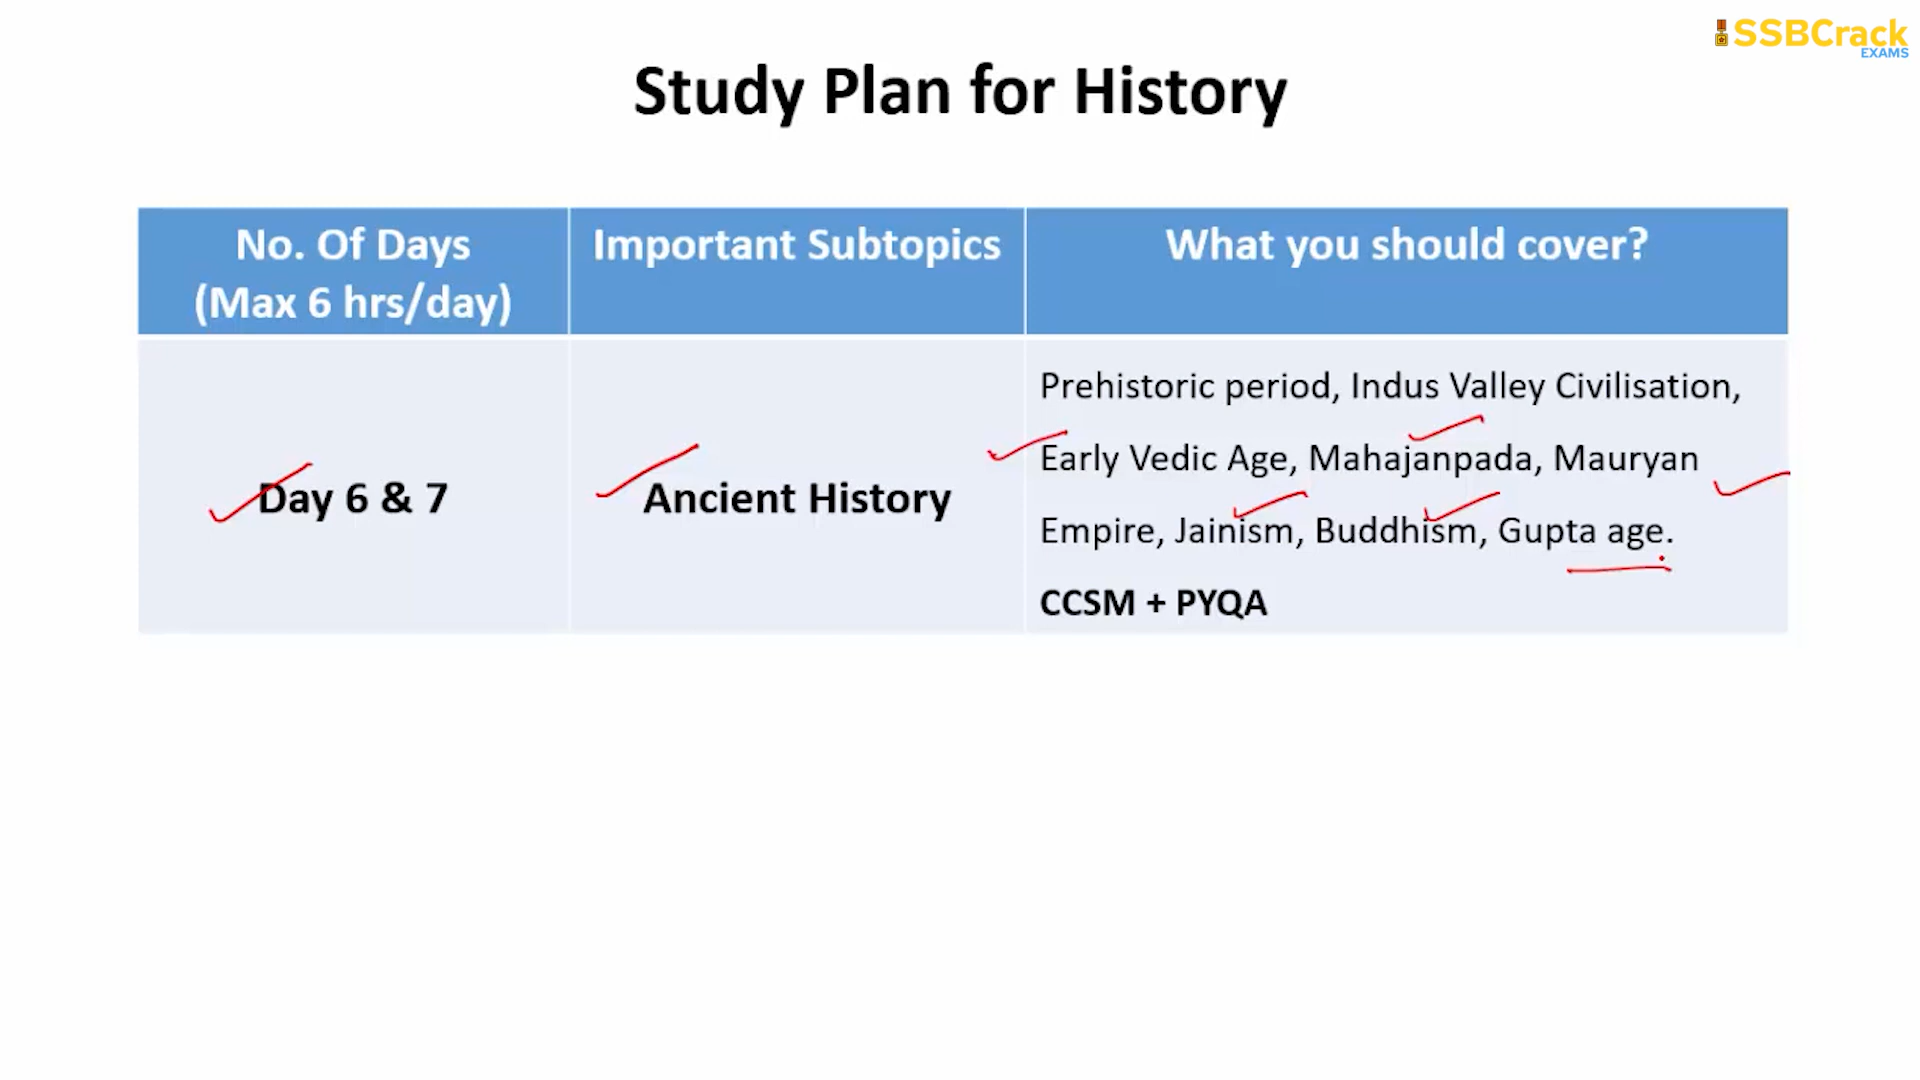 SSBCrack
EXAMS
Study Plan for History
No. Of Days
(Max 6 hrs/day)
Important Subtopics
What you should cover?
Day 6 & 7
Ancient History
Prehistoric period, Indus Valley Civilisation,
Early Vedic Age, Mahajanpada, Mauryan
Empire, Jainism, Buddhism, Gupta age.
CCSM + PYQA